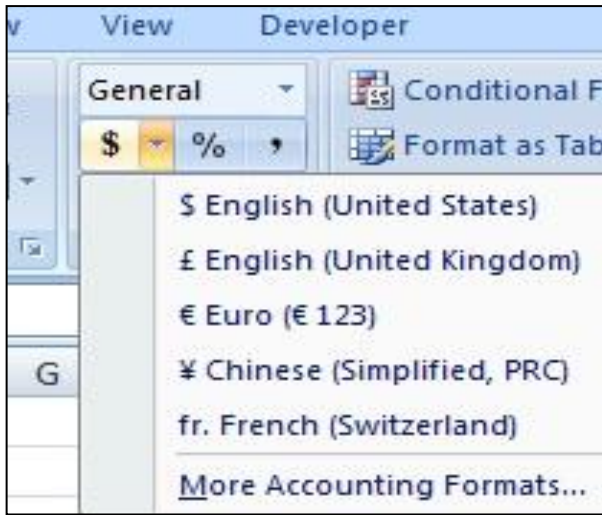 View Developer
General Conditional F
$ % , Format as Tab
$ English (United States)
£ English (United Kingdom)
€ Euro (€ 123)
¥ Chinese (Simplified, PRC)
G
fr. French (Switzerland)
More Accounting Formats...